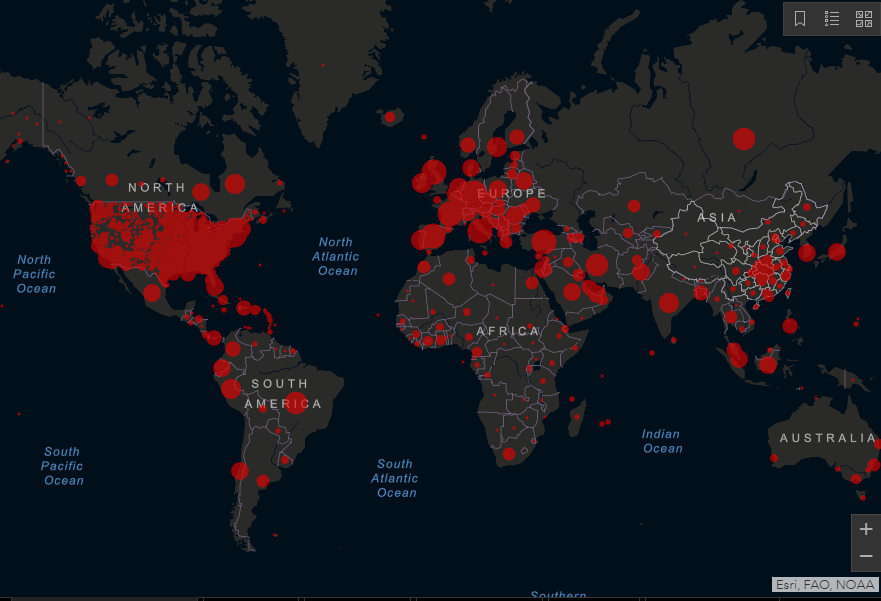 NORTH
AMERICA
EUROPE
ASIA
North
Pacific
Ocean
North
Atlantic
Ocean
AFRICA
SOUTH
AMERICA
South
Pacific
Ocean
South
Atlantic
Ocean
Indian
Ocean
AUSTRALIA
+
−
Esri, FAO, NOAA
Southern